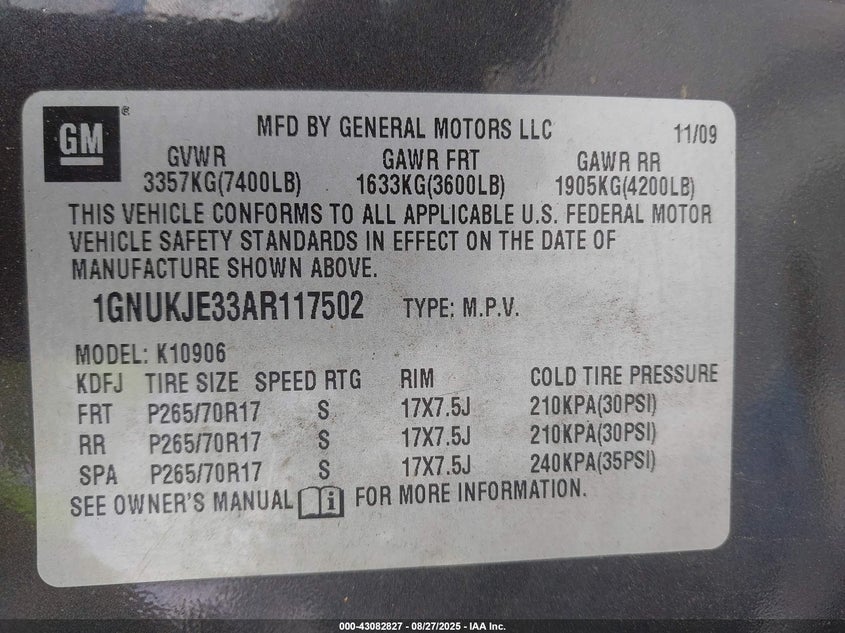 GM ®
MFD BY GENERAL MOTORS LLC 11/09
GVWR GAWR FRT GAWR RR
3357KG(7400LB) 1633KG(3600LB) 1905KG(4200LB)
THIS VEHICLE CONFORMS TO ALL APPLICABLE U.S. FEDERAL MOTOR
VEHICLE SAFETY STANDARDS IN EFFECT ON THE DATE OF
MANUFACTURE SHOWN ABOVE.
1GNUKJE33AR117502 TYPE: M.P.V.
MODEL: K10906
KDFJ TIRE SIZE SPEED RTG RIM COLD TIRE PRESSURE
FRT P265/70R17 S 17X7.5J 210KPA(30PSI)
RR P265/70R17 S 17X7.5J 210KPA(30PSI)
SPA P265/70R17 S 17X7.5J 240KPA(35PSI)
SEE OWNER'S MANUAL i FOR MORE INFORMATION.
000-43082827 - 08/27/2025 - IAA Inc.